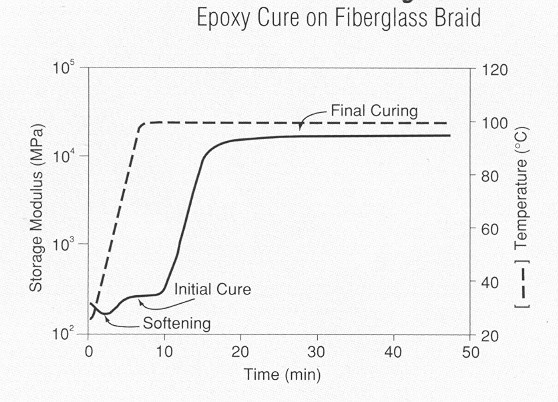 Epoxy Cure on Fiberglass Braid
10⁵
10⁴
10³
10²
Storage Modulus (MPa)
120
100
80
60
40
20
[ – – ] Temperature (°C)
Final Curing
Initial Cure
Softening
0 10 20 30 40 50
Time (min)